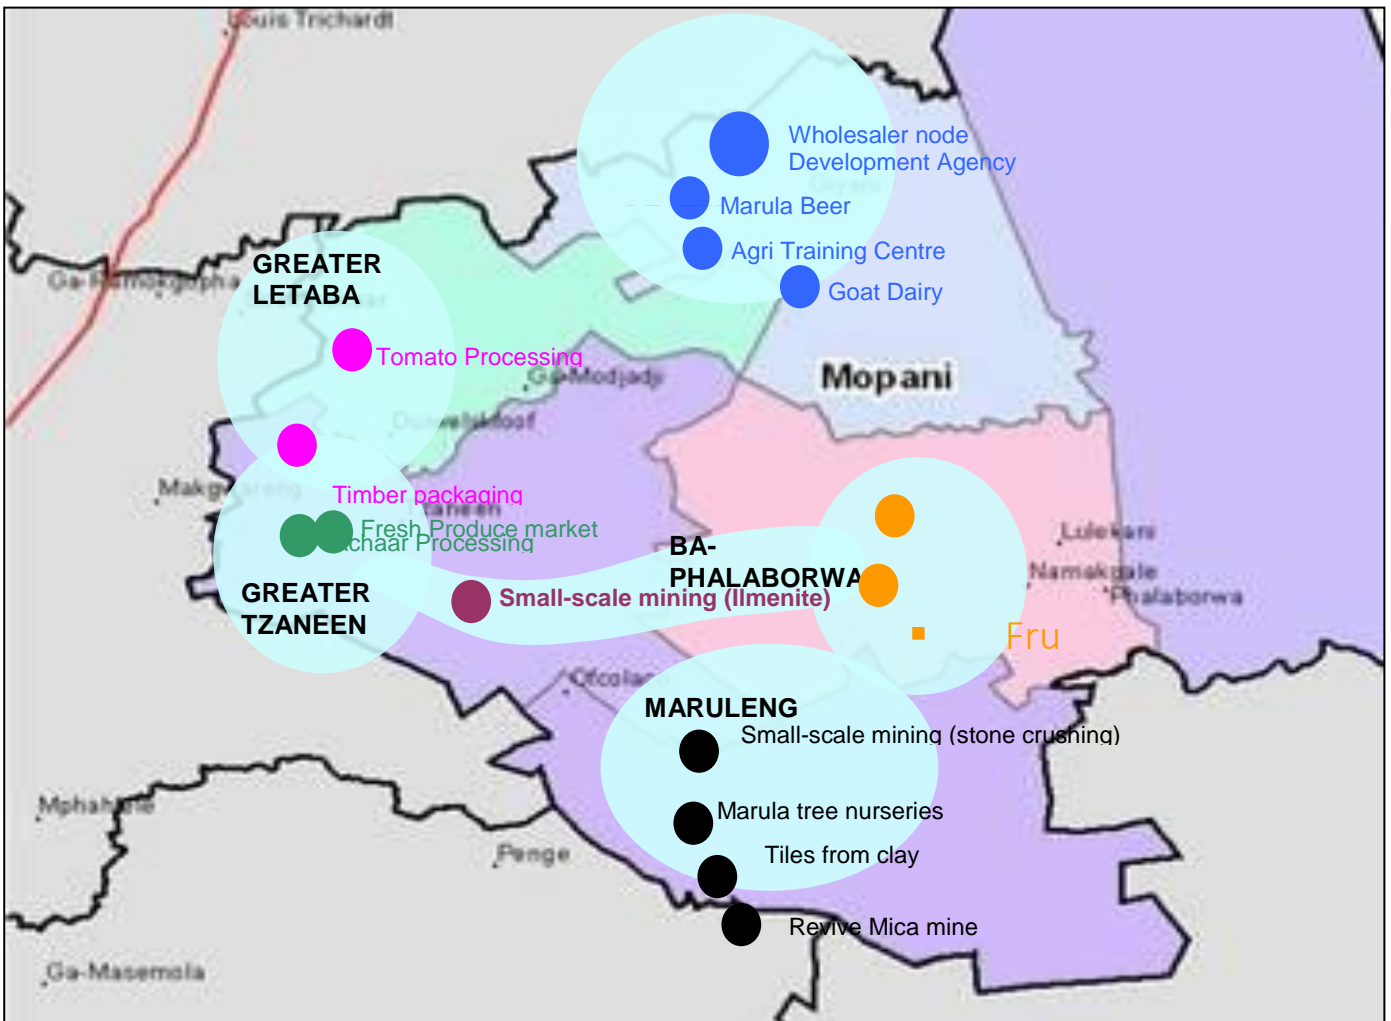 Louis Trichardt
Wholesaler node
Development Agency
Giyani
Marula Beer
Agri Training Centre
Goat Dairy
GREATER
LETABA
Ga-Ramokgopha
Tomato Processing
Ga-Modjadji
Mopani
Duiwelskloof
Makgwareng
Timber packaging
Tzaneen
Fresh Produce market
Achaar Processing
BA-
PHALABORWA
Lulekani
Namakgale
Phalaborwa
GREATER
TZANEEN
Small-scale mining (Ilmenite)
Fru
Ofcolaco
MARULENG
Small-scale mining (stone crushing)
Mphahlele
Marula tree nurseries
Penge
Tiles from clay
Revive Mica mine
Ga-Masemola